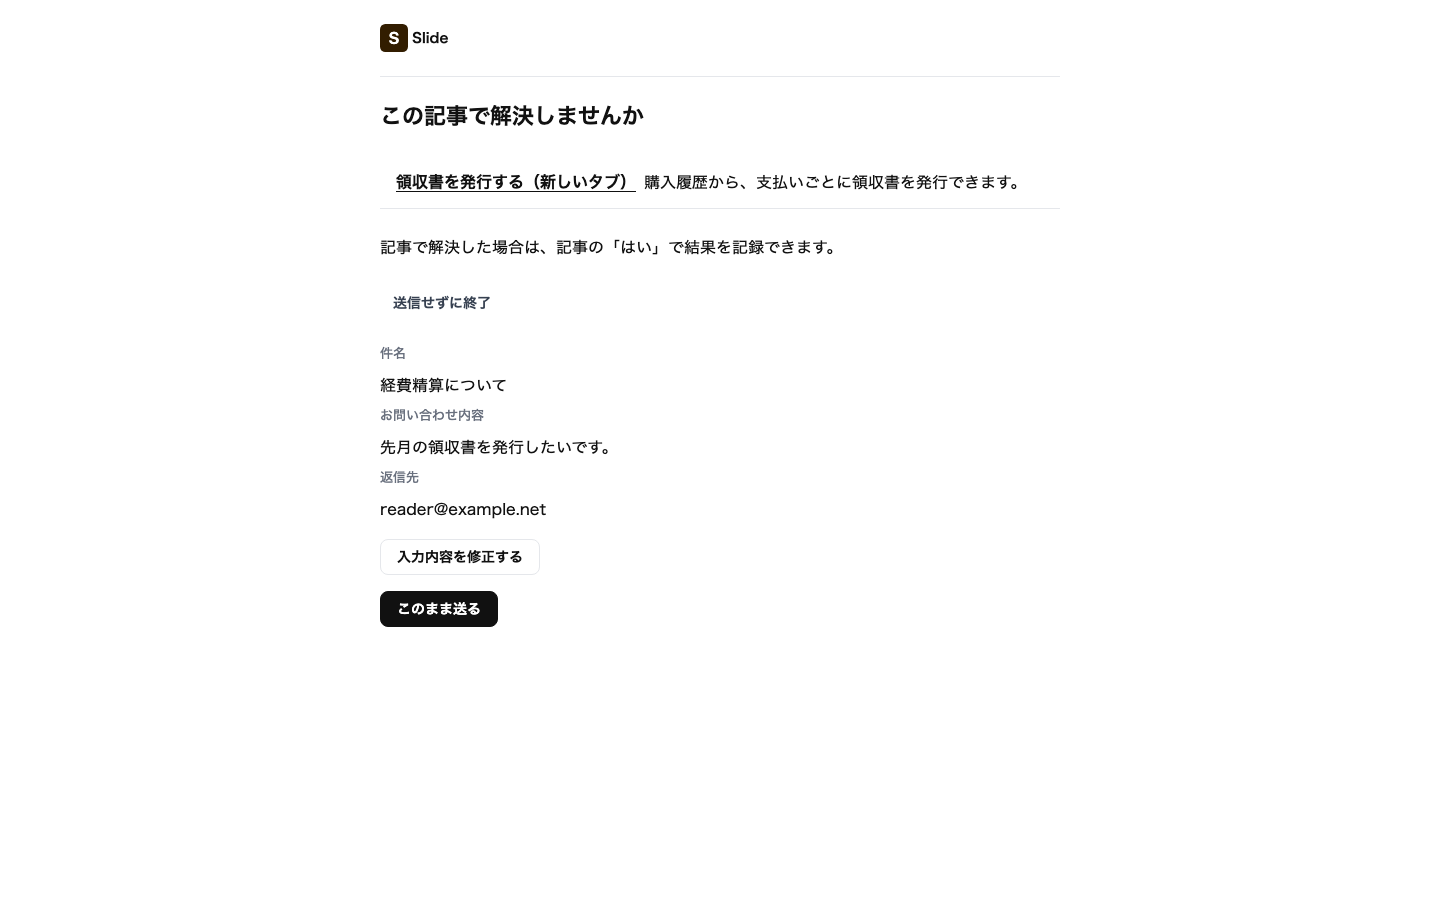 S Slide
この記事で解決しませんか
領収書を発行する（新しいタブ） 購入履歴から、支払いごとに領収書を発行できます。
記事で解決した場合は、記事の「はい」で結果を記録できます。
送信せずに終了
件名
経費精算について
お問い合わせ内容
先月の領収書を発行したいです。
返信先
reader@example.net
入力内容を修正する
このまま送る